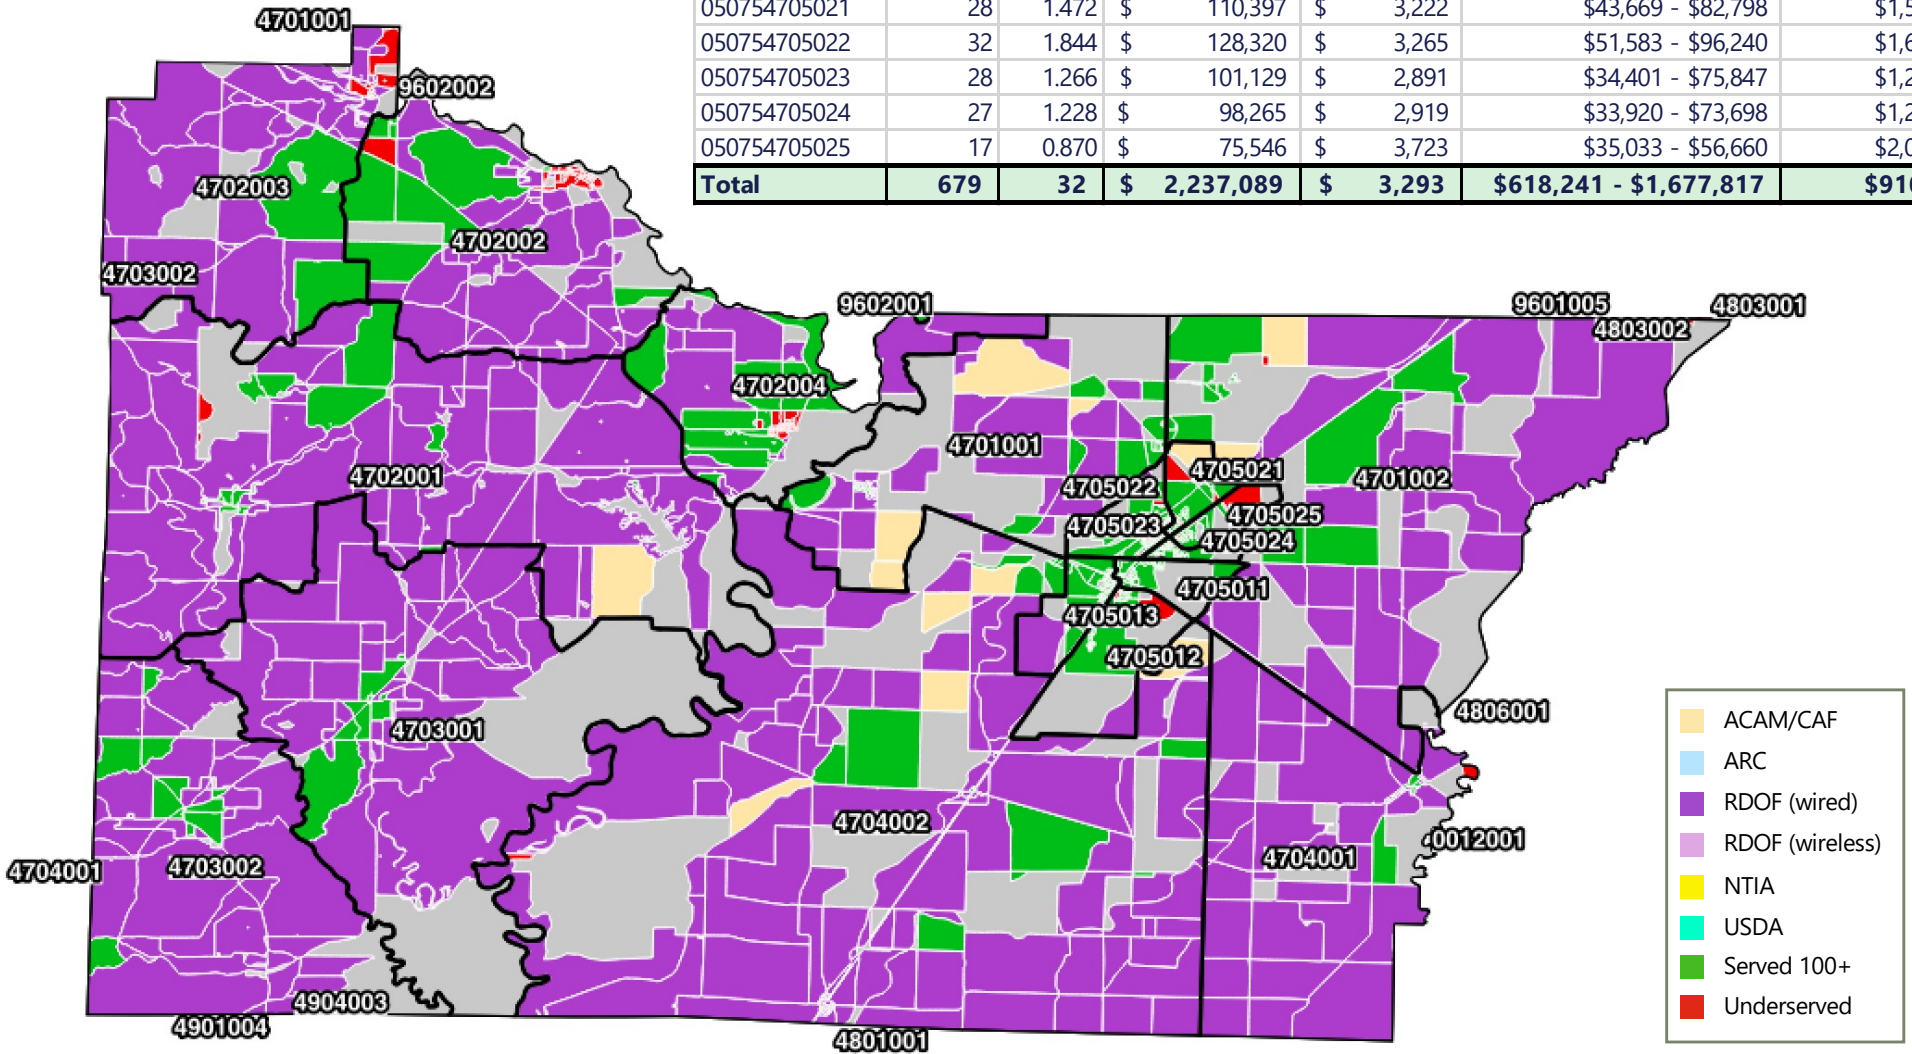 050754705021 28 1.472 $ 110,397 $ 3,222 $43,669 - $82,798
050754705022 32 1.844 $ 128,320 $ 3,265 $51,583 - $96,240
050754705023 28 1.266 $ 101,129 $ 2,891 $34,401 - $75,847
050754705024 27 1.228 $ 98,265 $ 2,919 $33,920 - $73,698
050754705025 17 0.870 $ 75,546 $ 3,723 $35,033 - $56,660
Total 679 32 $ 2,237,089 $ 3,293 $618,241 - $1,677,817
4701001
9602002
4702003
4702002
4703002
9602001
9601005
4803001
4803002
4702004
4701001
4705021
4702001
4705022
4701002
4705023
4705025
4705024
4705011
4705013
4705012
4703001
4806001
4704002
0012001
4704001
4703002
4704001
4904003
4901004
4801001
ACAM/CAF
ARC
RDOF (wired)
RDOF (wireless)
NTIA
USDA
Served 100+
Underserved